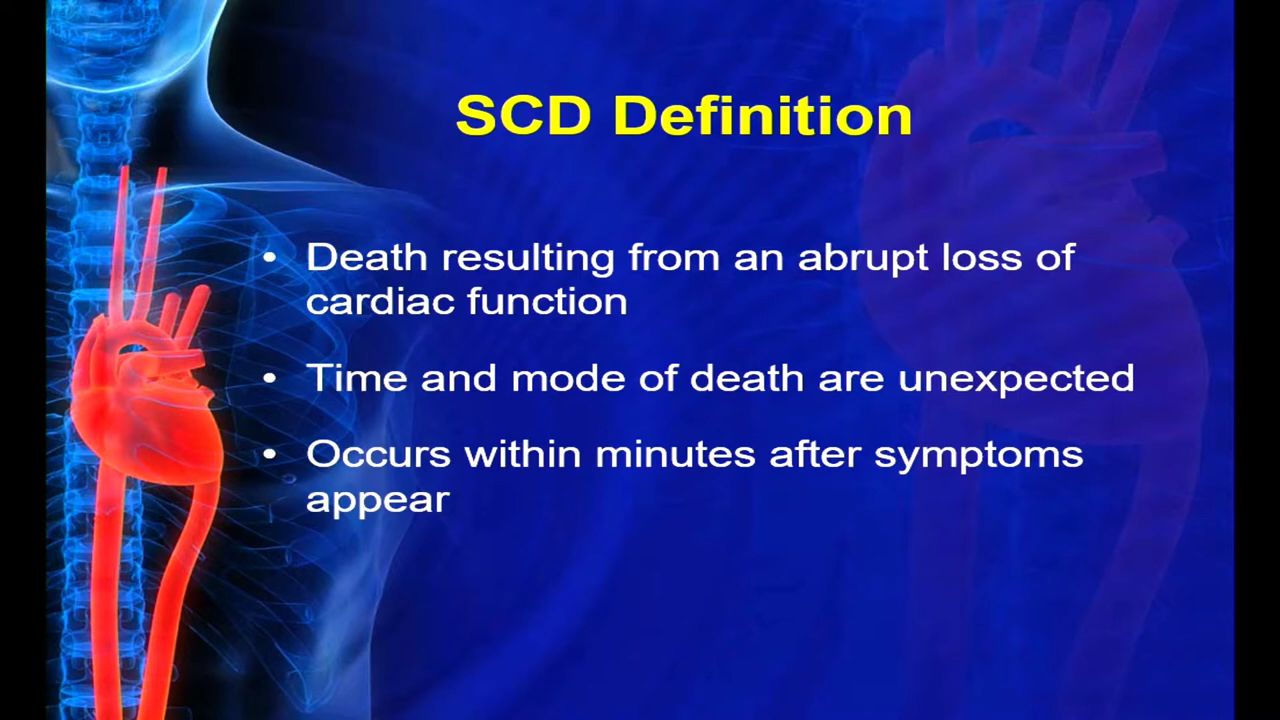 SCD Definition
• Death resulting from an abrupt loss of
cardiac function
• Time and mode of death are unexpected
• Occurs within minutes after symptoms
appear